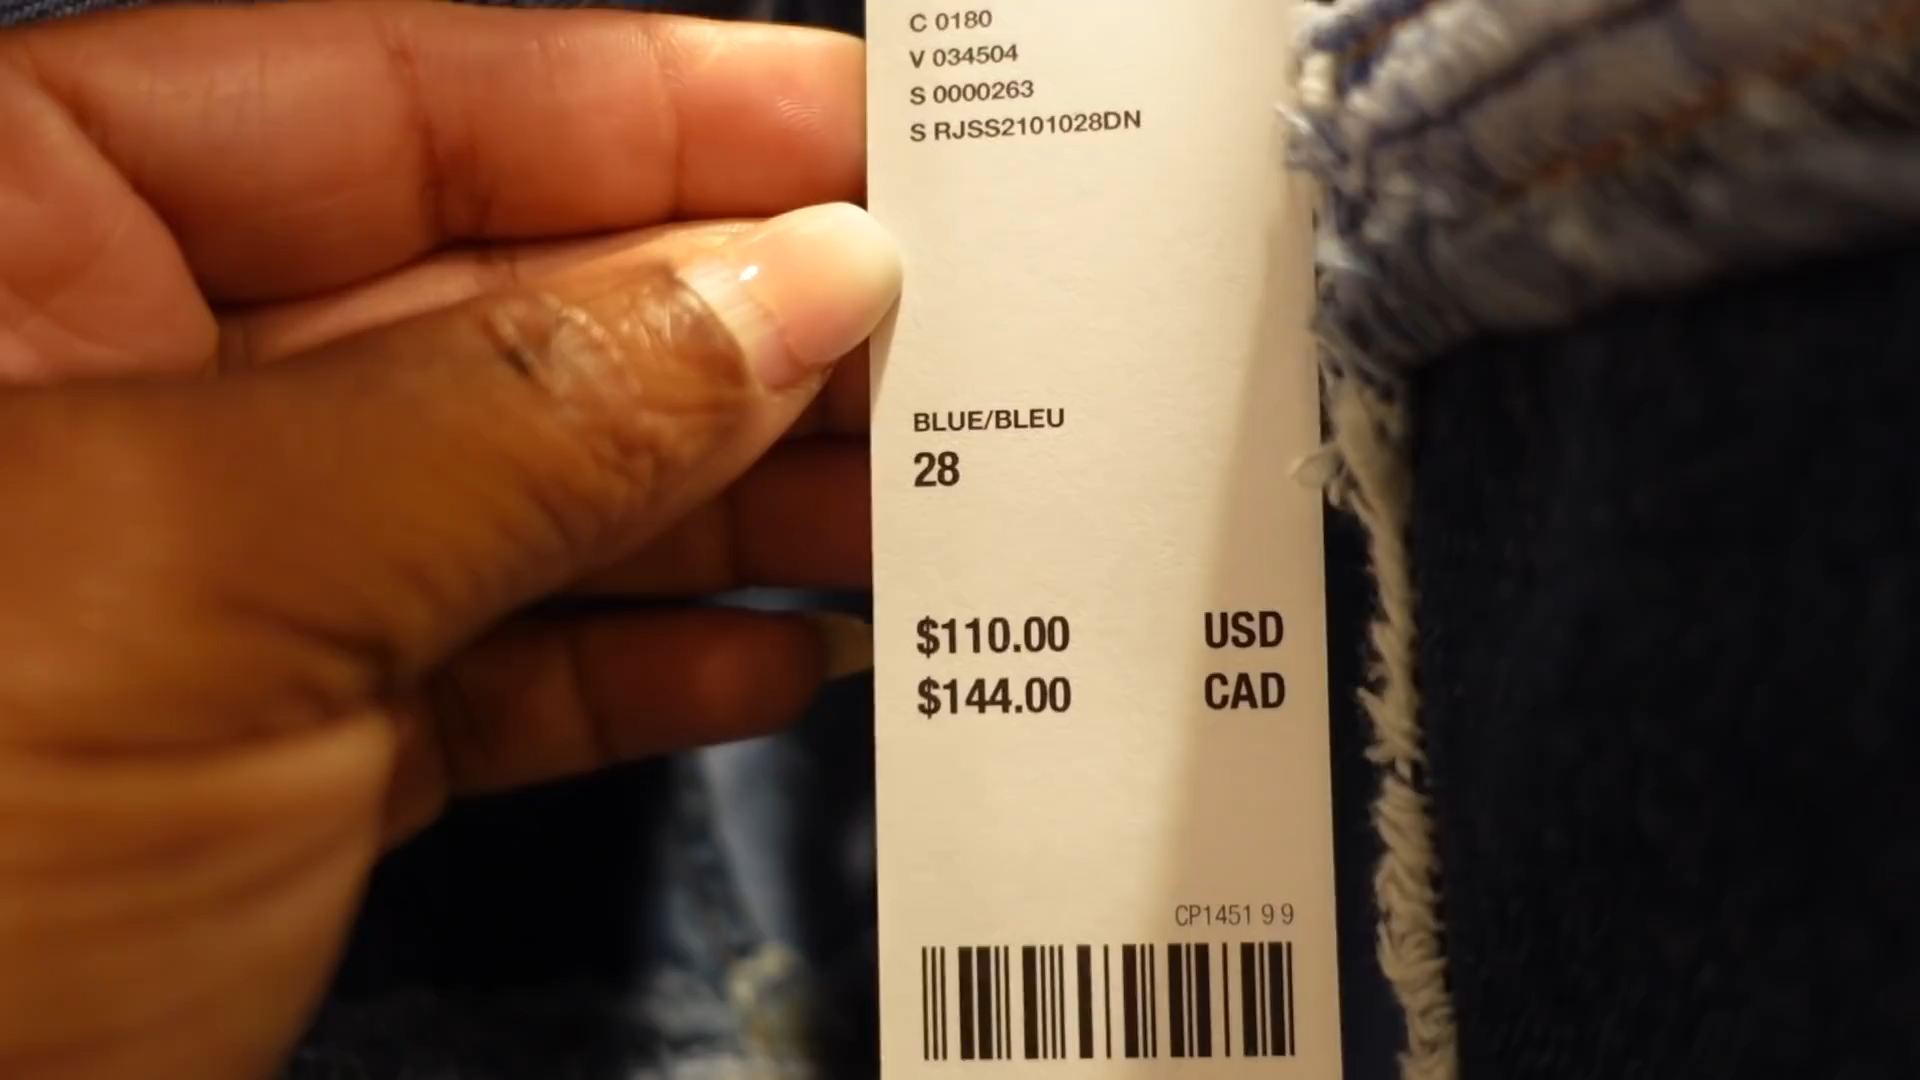 C 0180
V 034504
S 0000263
S RJSS2101028DN
BLUE/BLEU
28
$110.00 USD
$144.00 CAD
CP1451 9 9